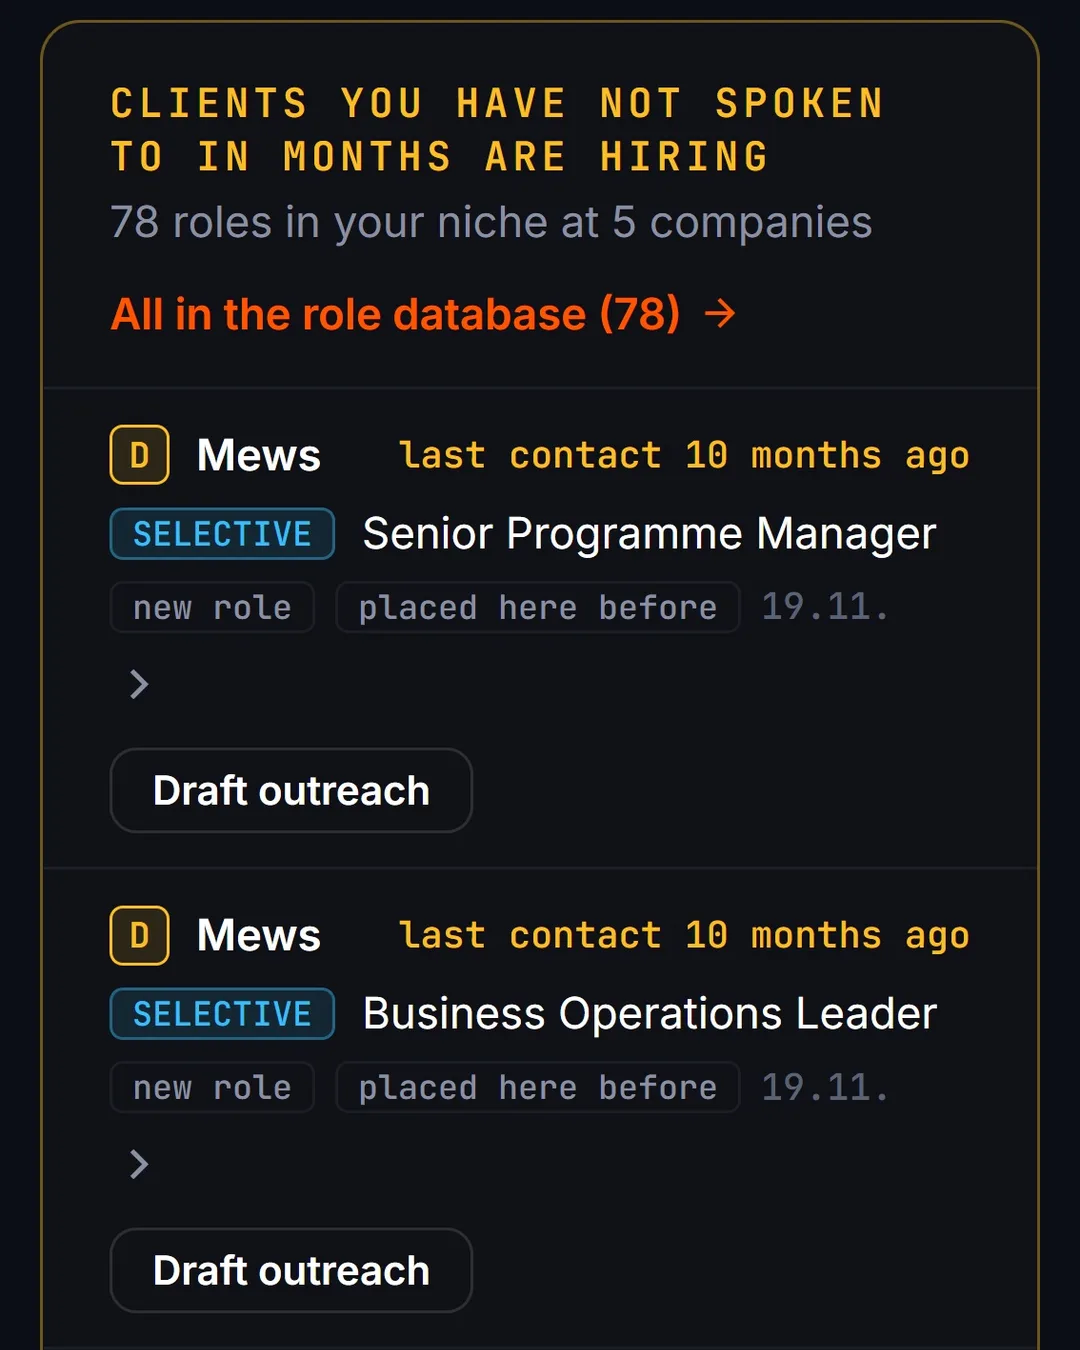 CLIENTS YOU HAVE NOT SPOKEN
TO IN MONTHS ARE HIRING
78 roles in your niche at 5 companies
All in the role database (78) →
D Mews last contact 10 months ago
SELECTIVE Senior Programme Manager
new role placed here before 19.11.
Draft outreach
D Mews last contact 10 months ago
SELECTIVE Business Operations Leader
new role placed here before 19.11.
Draft outreach